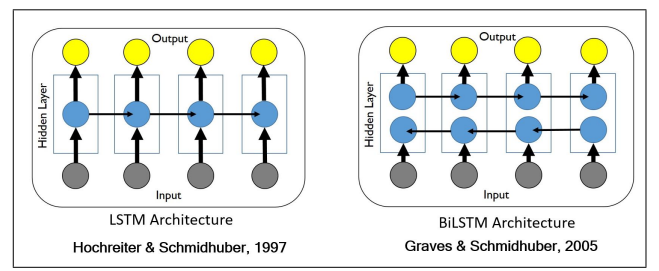 Output
Hidden Layer
Input
LSTM Architecture
Hochreiter & Schmidhuber, 1997
Output
Hidden Layer
Input
BiLSTM Architecture
Graves & Schmidhuber, 2005